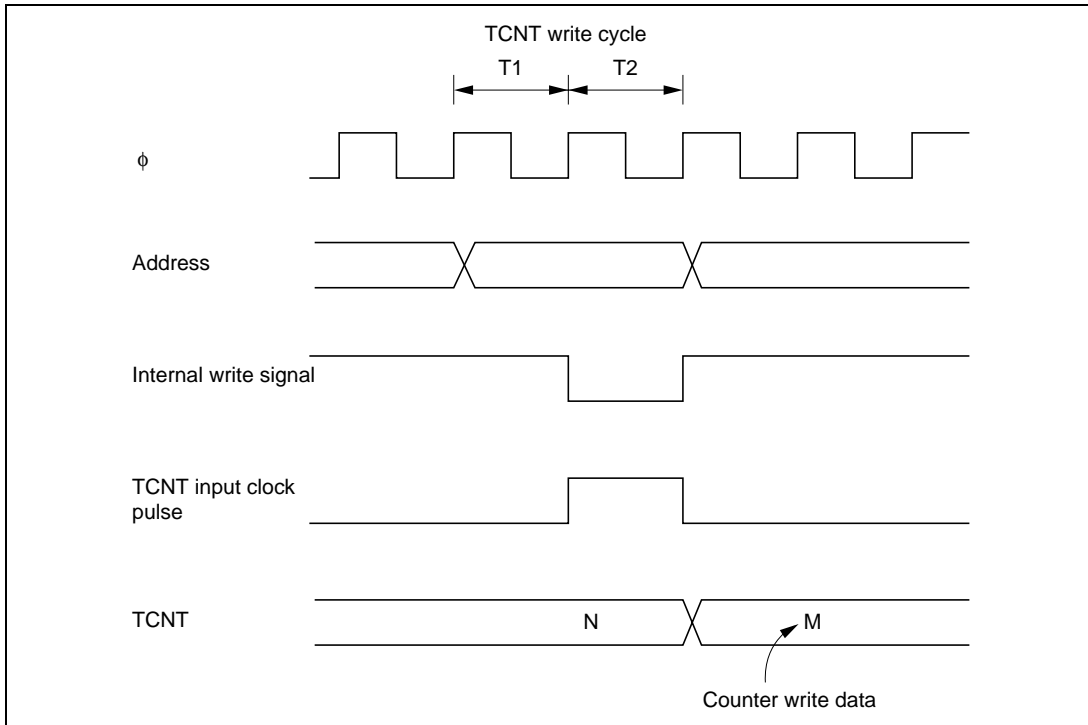 TCNT write cycle
T1
T2
ϕ
Address
Internal write signal
TCNT input clock
pulse
TCNT
N
M
Counter write data